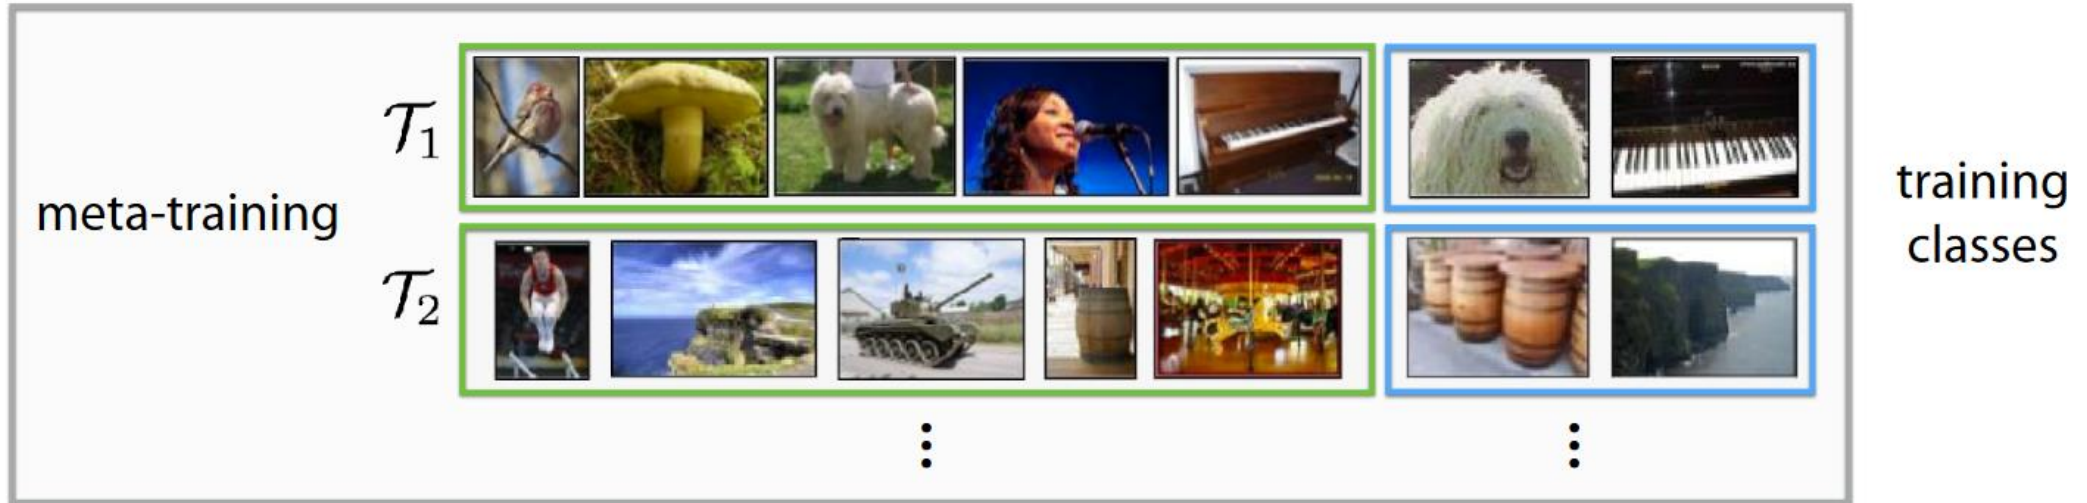 meta-training
𝒯₁
𝒯₂
⋮
⋮
training
classes